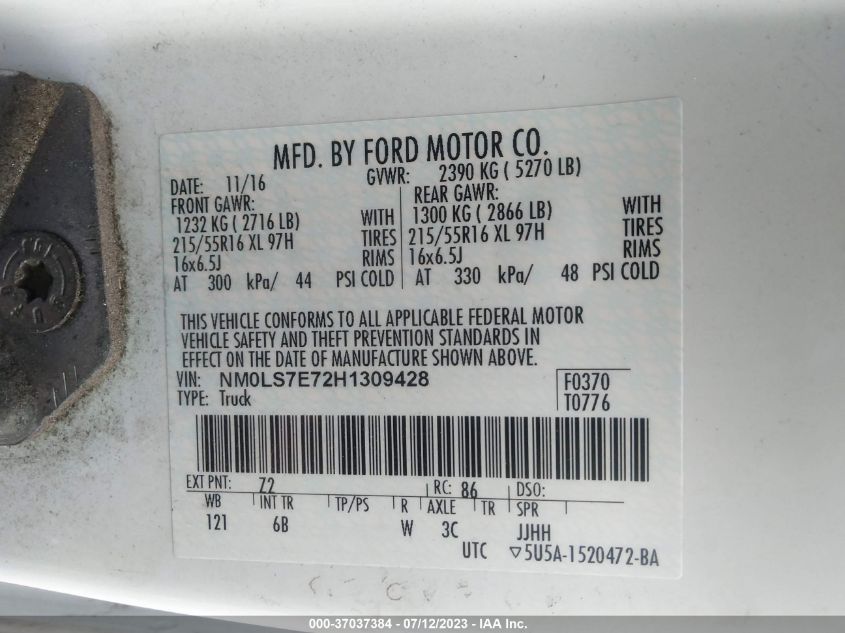 MFD. BY FORD MOTOR CO.
DATE: 11/16 GVWR: 2390 KG ( 5270 LB)
FRONT GAWR: REAR GAWR:
1232 KG ( 2716 LB) WITH 1300 KG ( 2866 LB) WITH
215/55R16 XL 97H TIRES 215/55R16 XL 97H TIRES
16x6.5J RIMS 16x6.5J RIMS
AT 300 kPa/ 44 PSI COLD AT 330 kPa/ 48 PSI COLD
THIS VEHICLE CONFORMS TO ALL APPLICABLE FEDERAL MOTOR
VEHICLE SAFETY AND THEFT PREVENTION STANDARDS IN
EFFECT ON THE DATE OF MANUFACTURE SHOWN ABOVE.
VIN: NM0LS7E72H1309428 F0370
TYPE: Truck T0776
EXT PNT: Z2 RC: 86 DSO:
WB INT TR TP/PS R AXLE TR SPR
121 6B W 3C JJHH
UTC ▽5U5A-1520472-BA
000-37037384 - 07/12/2023 - IAA Inc.